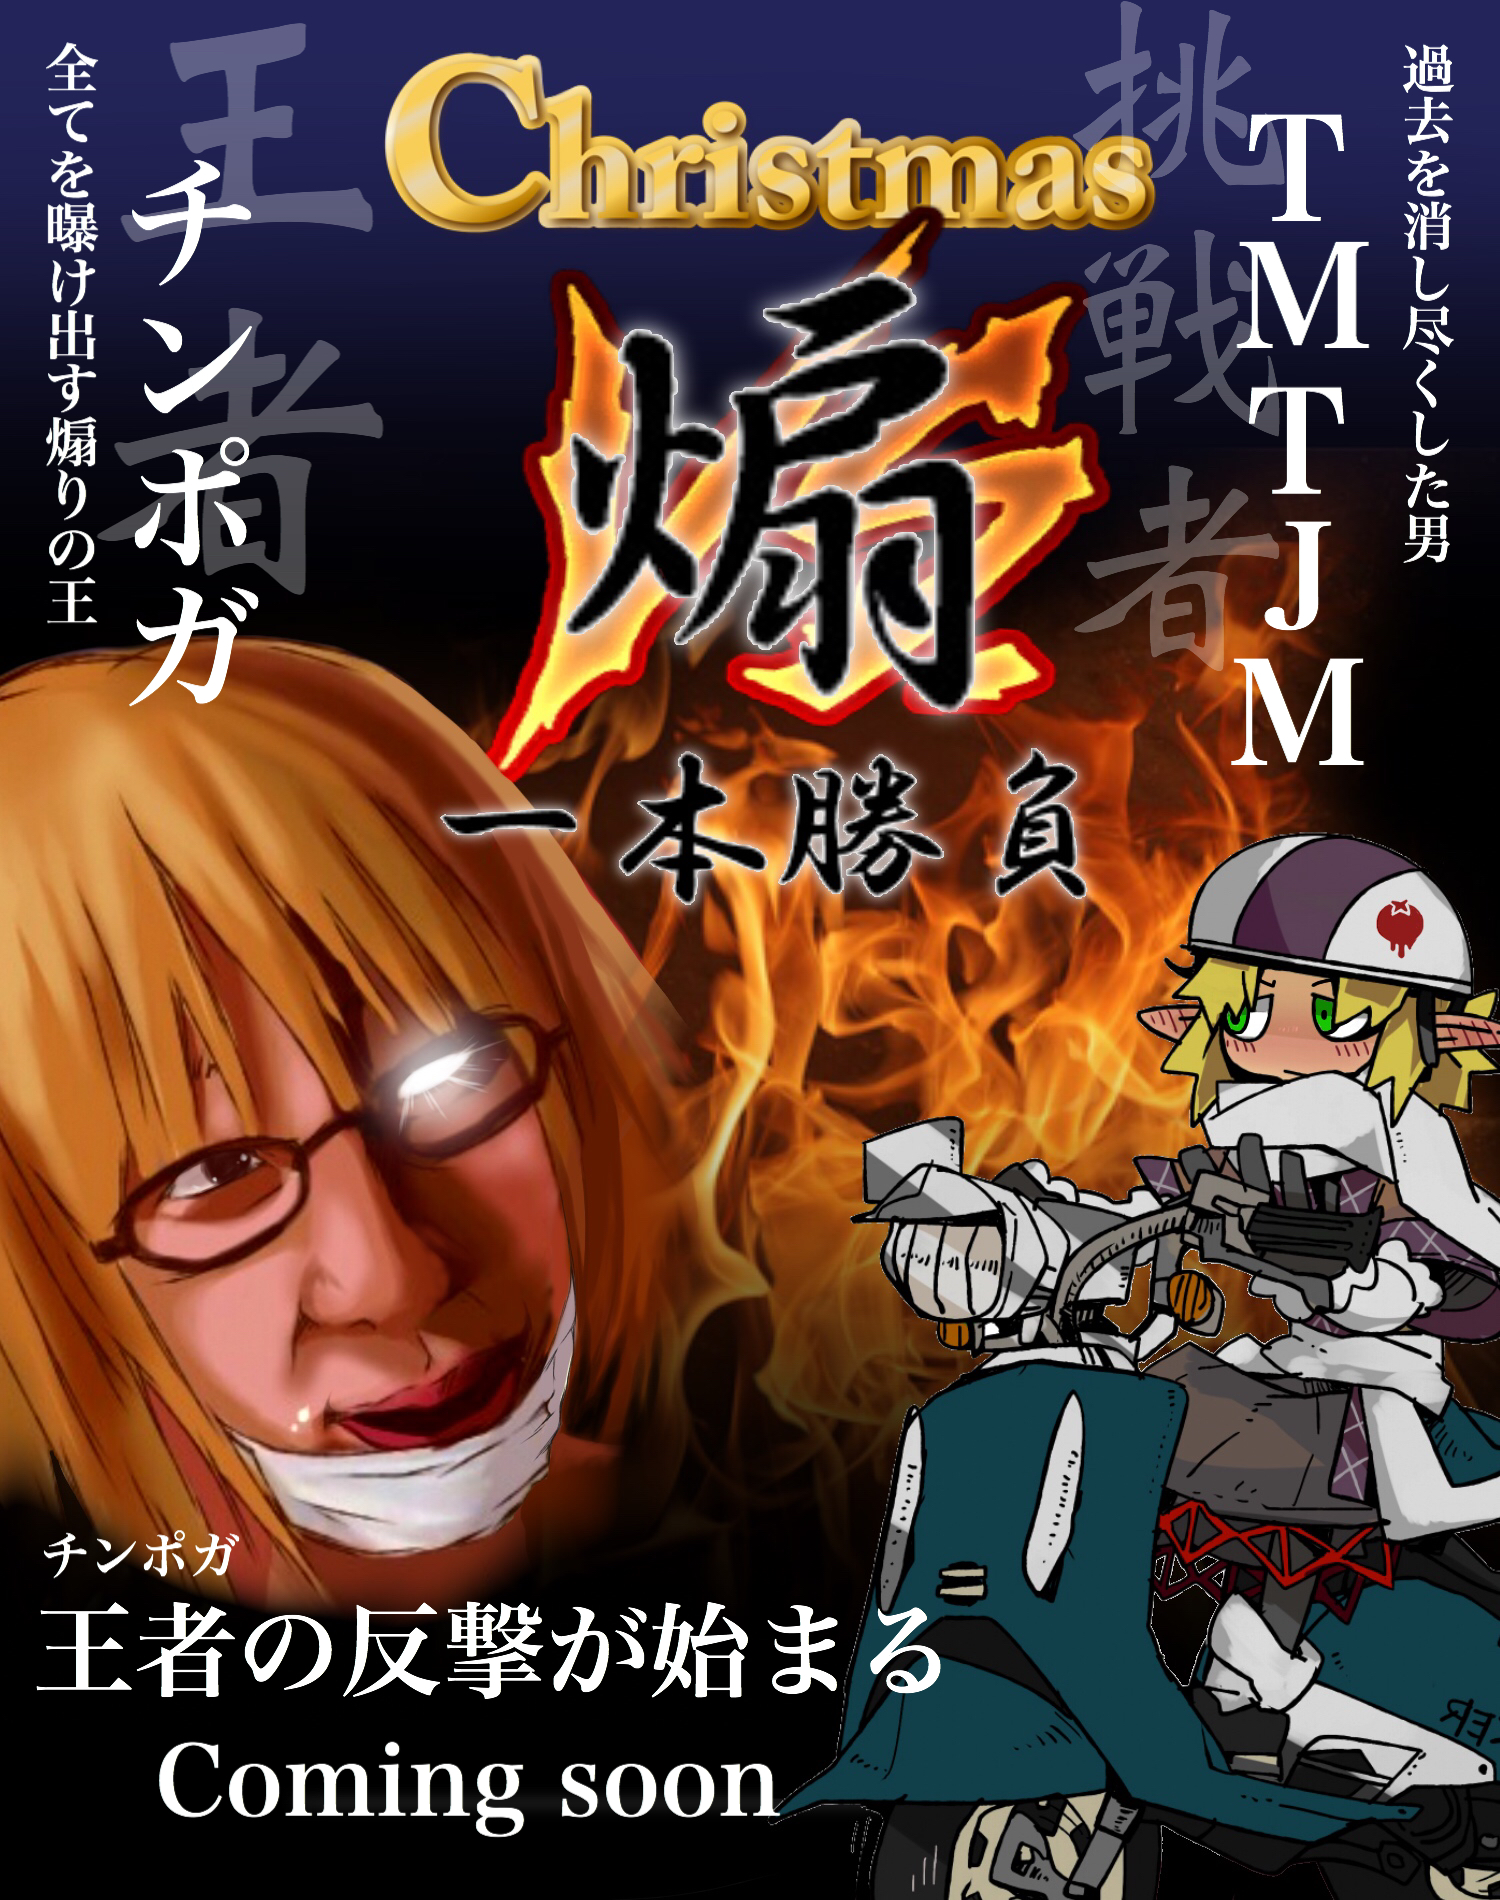 Christmas
煽
一本勝負
王者
チンポガ
全てを曝け出す煽りの王
過去を消し尽くした男
挑戦者
TMTJM
チンポガ
王者の反撃が始まる
Coming soon